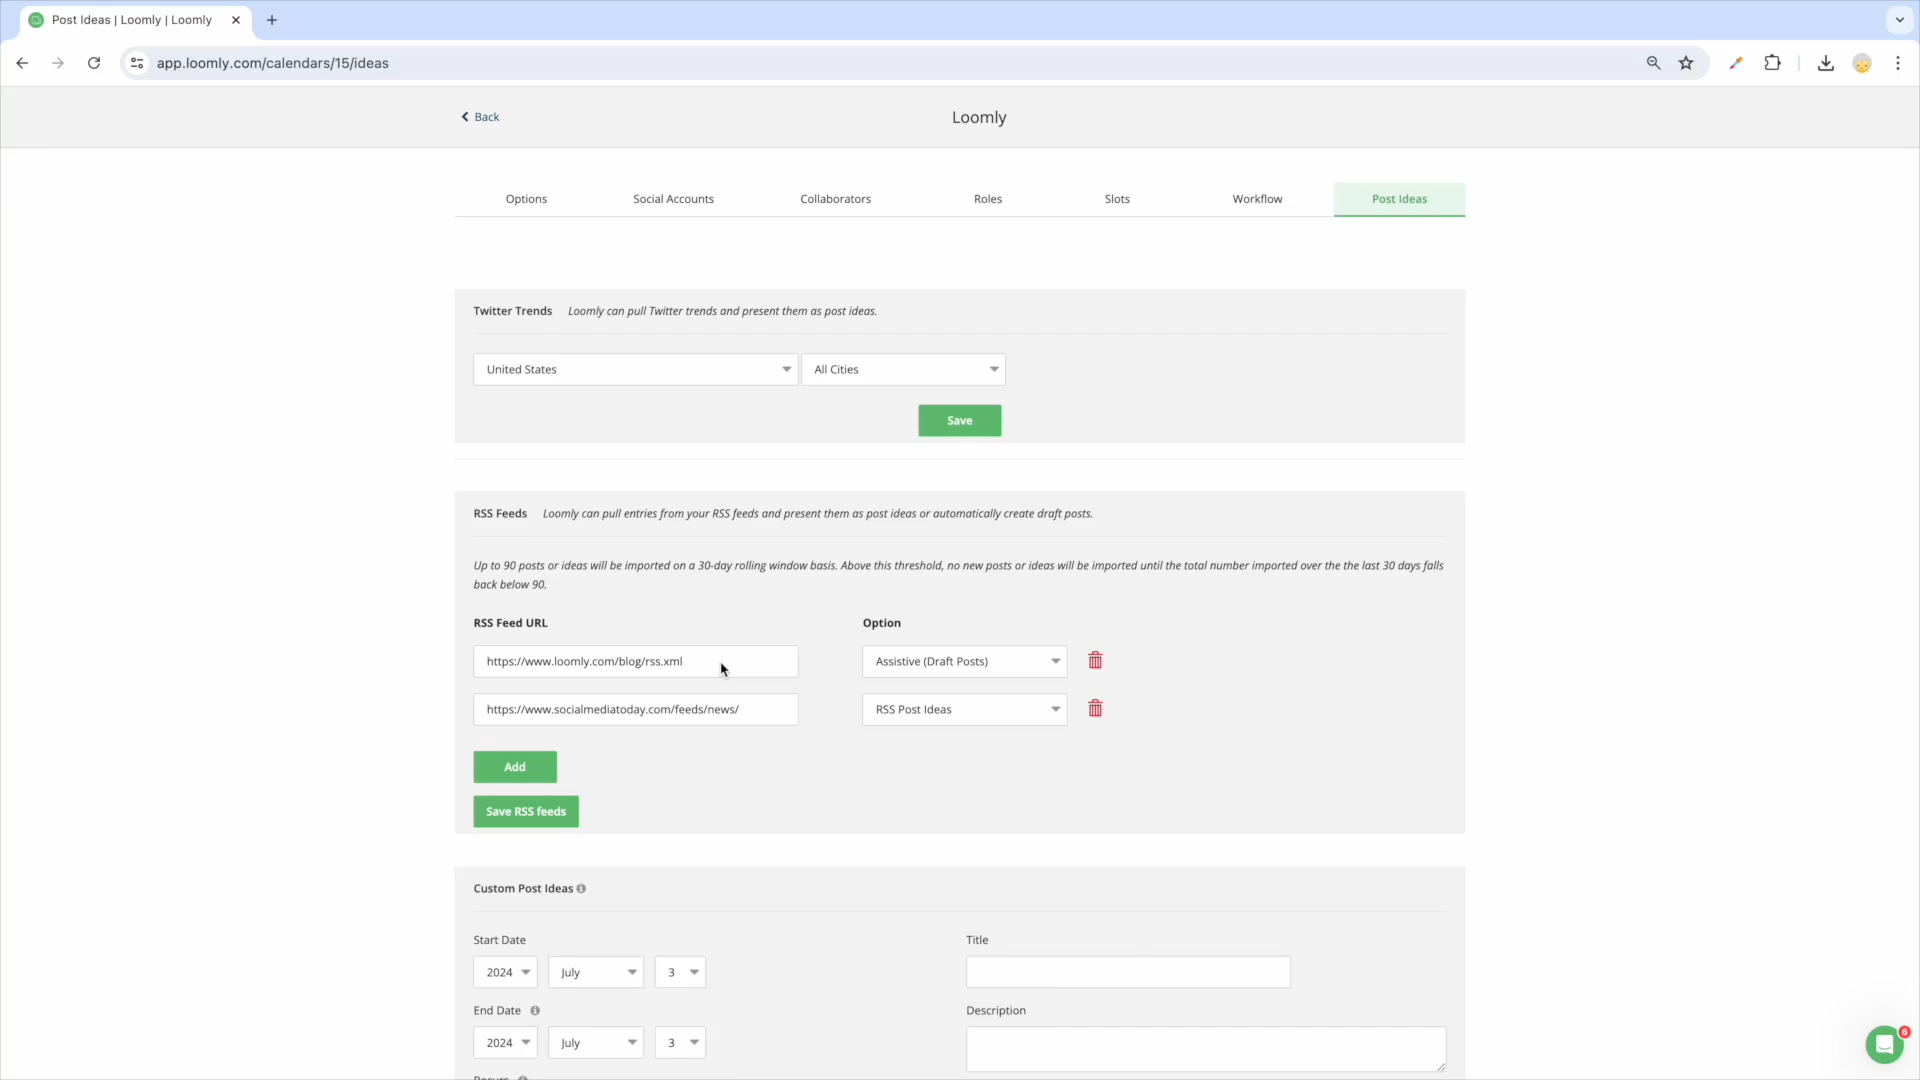 Post Ideas | Loomly | Loomly
app.loomly.com/calendars/15/ideas
Back
Loomly
Options
Social Accounts
Collaborators
Roles
Slots
Workflow
Post Ideas
Twitter Trends Loomly can pull Twitter trends and present them as post ideas.
United States
All Cities
Save
RSS Feeds Loomly can pull entries from your RSS feeds and present them as post ideas or automatically create draft posts.
Up to 90 posts or ideas will be imported on a 30-day rolling window basis. Above this threshold, no new posts or ideas will be imported until the total number imported over the the last 30 days falls
back below 90.
RSS Feed URL
Option
https://www.loomly.com/blog/rss.xml
Assistive (Draft Posts)
https://www.socialmediatoday.com/feeds/news/
RSS Post Ideas
Add
Save RSS feeds
Custom Post Ideas
Start Date
Title
2024
July
3
End Date
Description
2024
July
3
6